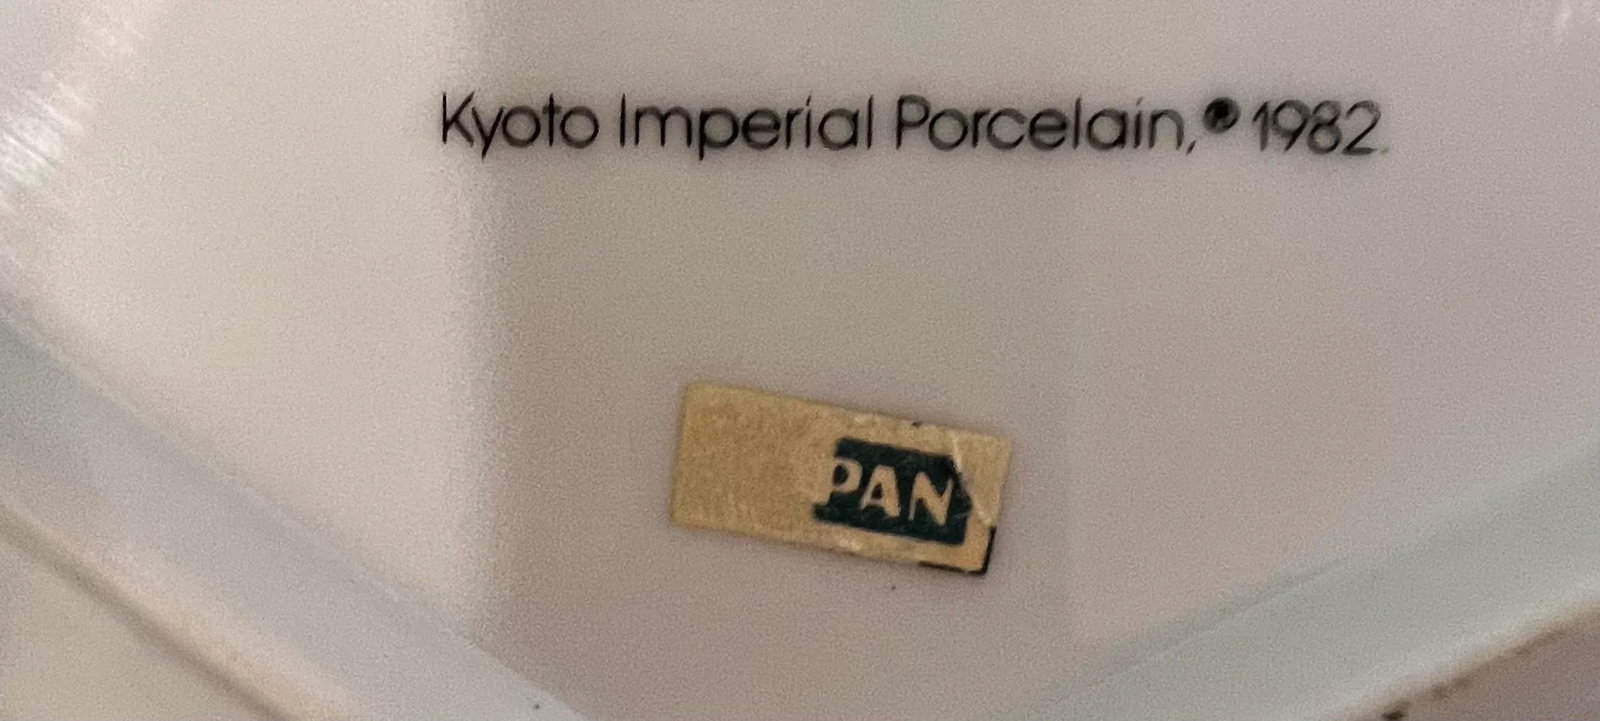 Kyoto Imperial Porcelain, 1982.
PAN